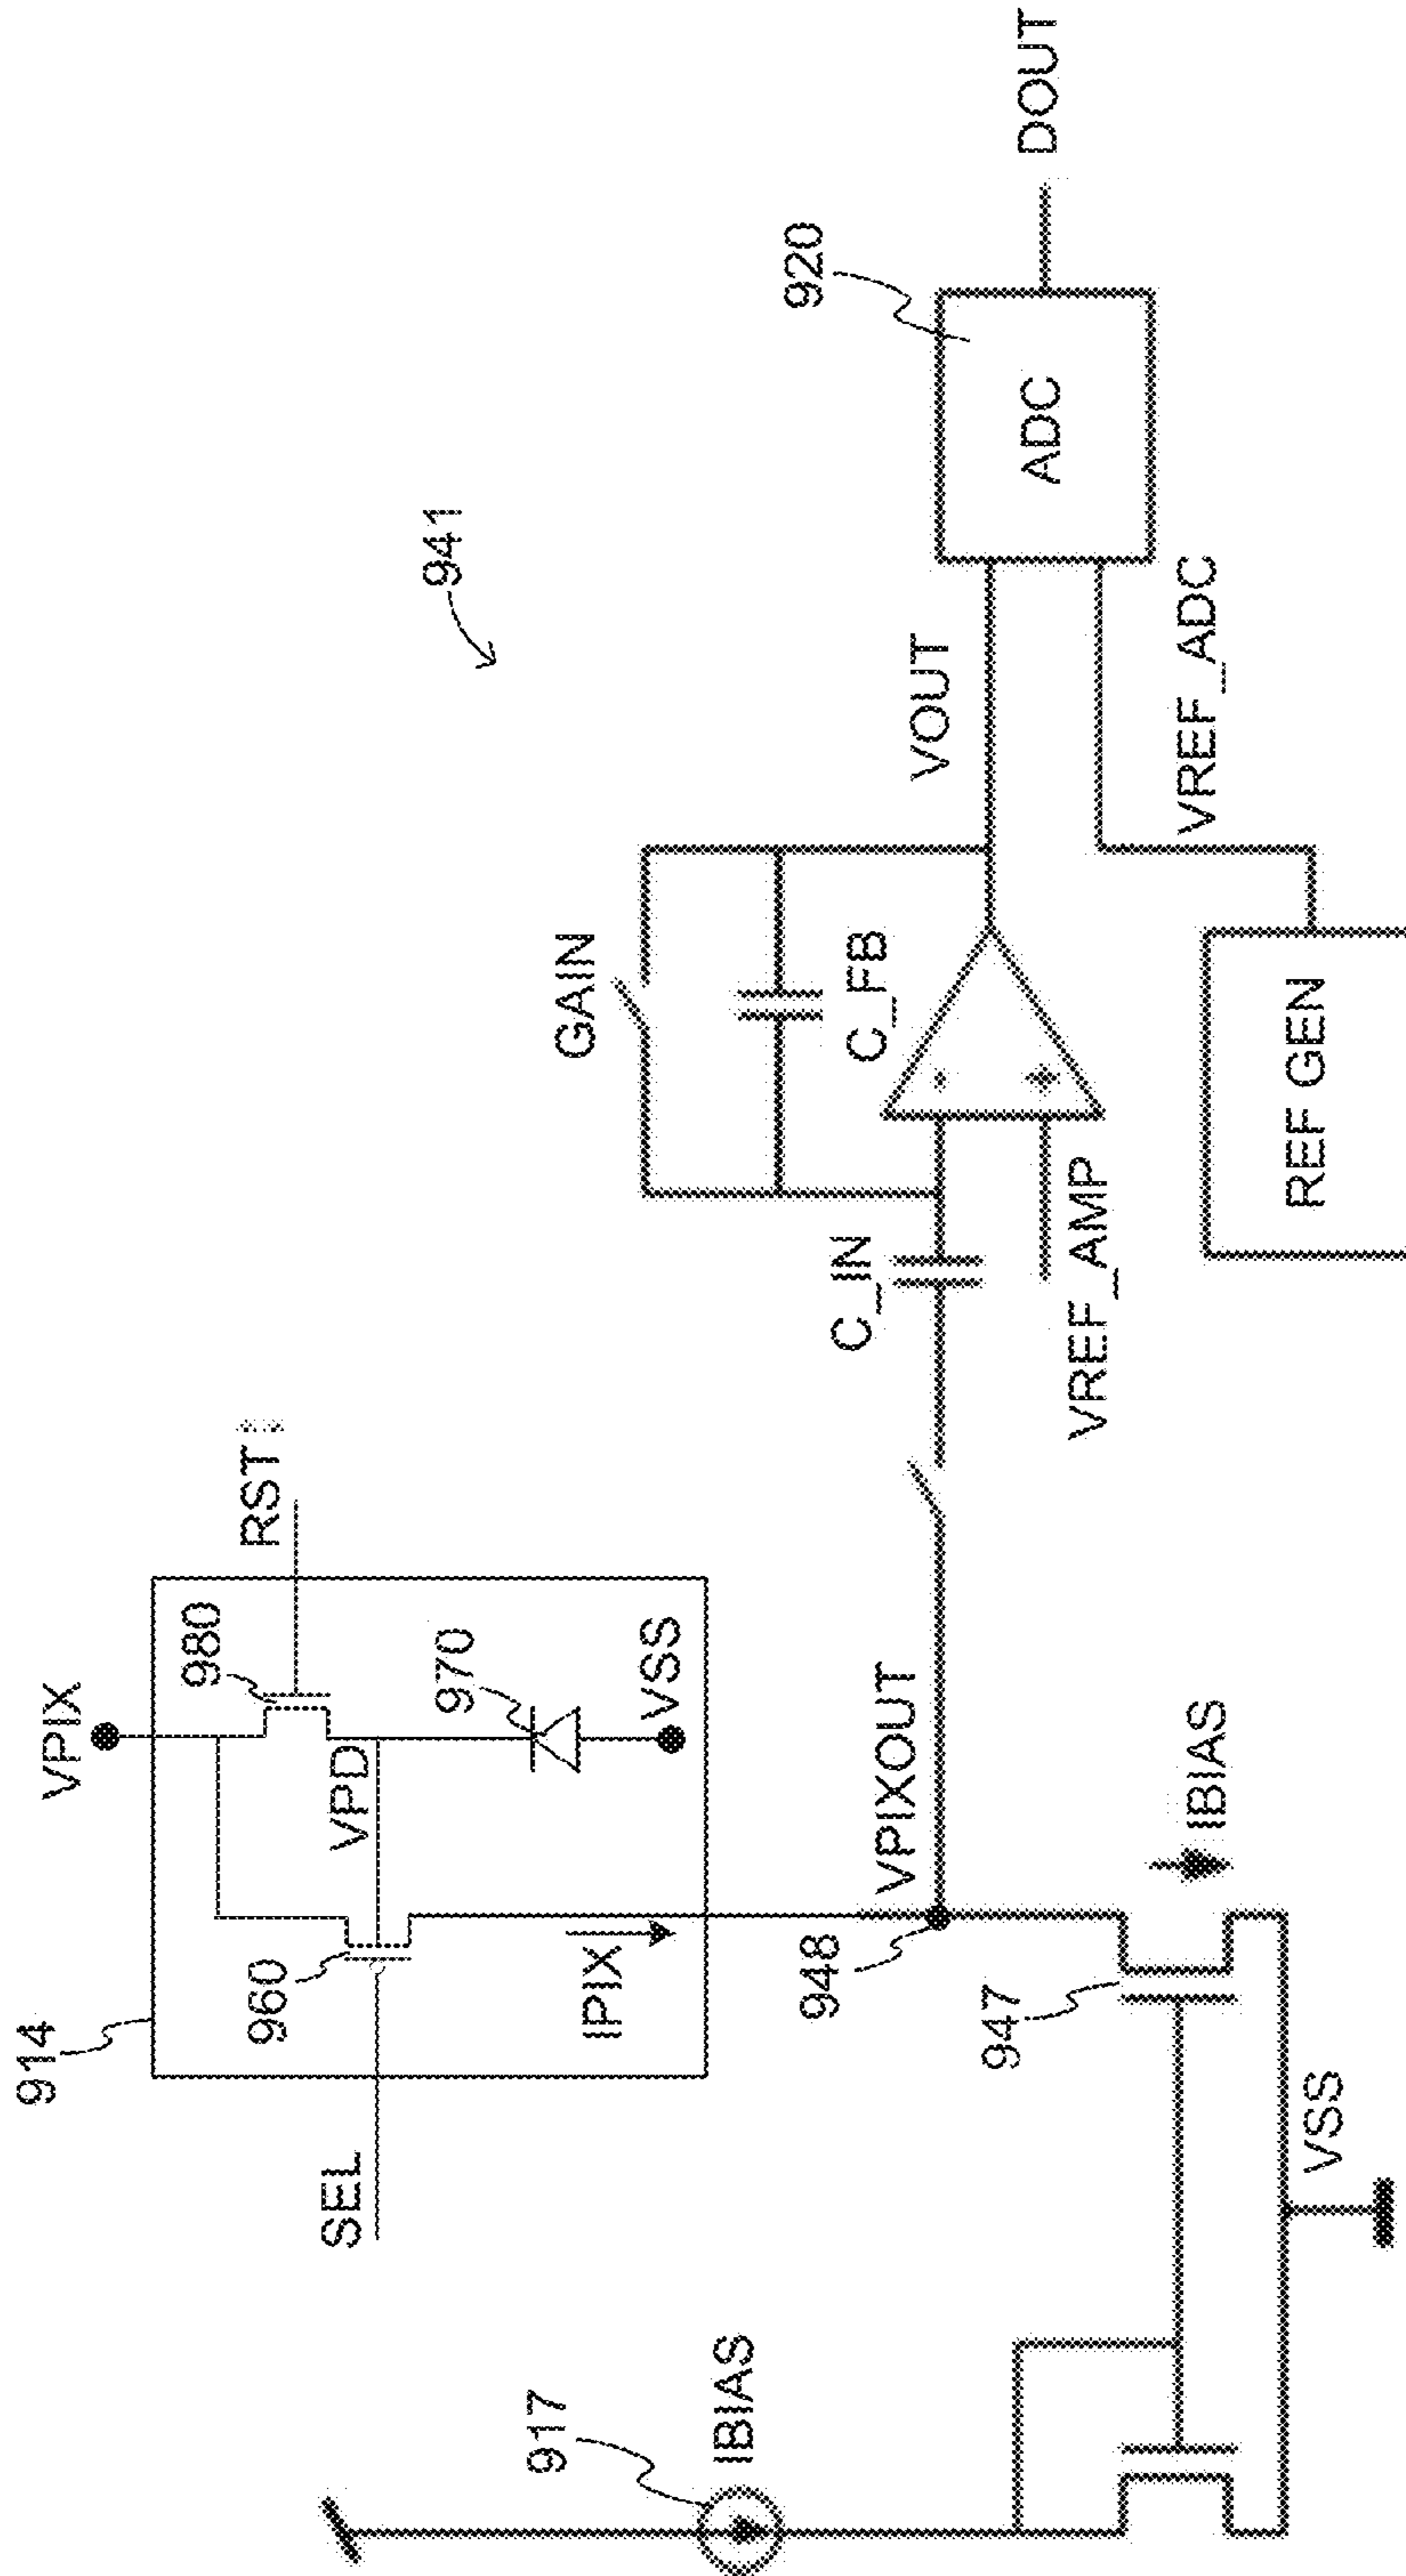 914
VPIX
980
RST
SEL
960
VPD
970
VSS
IPIX
941
917
IBIAS
948
VPIXOUT
C_IN
GAIN
C_FB
VOUT
920
ADC
DOUT
947
IBIAS
VREF_AMP
VREF_ADC
VSS
REF GEN